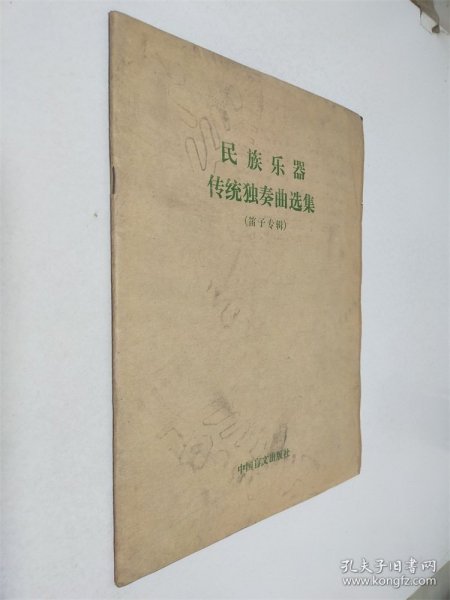 民族乐器
传统独奏曲选集
(笛子专辑)
中国盲文出版社
孔夫子旧书网
www.kongfz.com